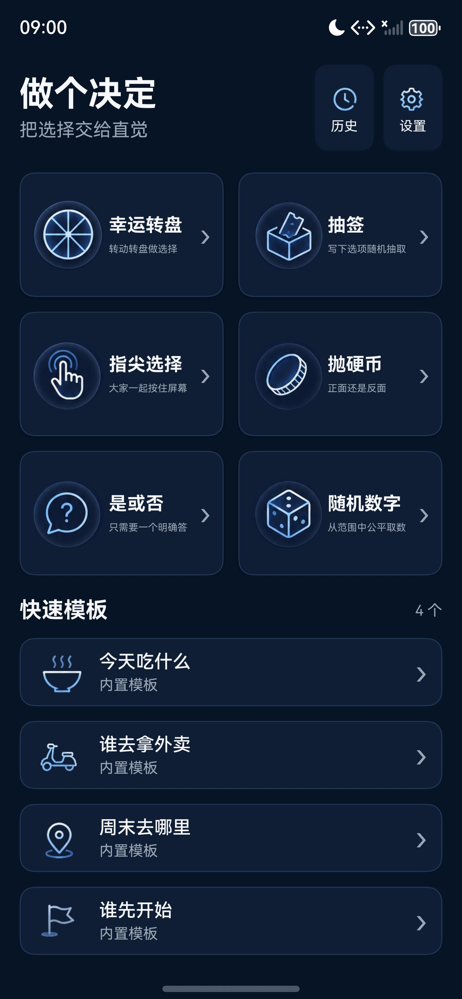 09:00
100
做个决定
把选择交给直觉
历史
设置
幸运转盘
转动转盘做选择
抽签
写下选项随机抽取
指尖选择
大家一起按住屏幕
抛硬币
正面还是反面
是或否
只需要一个明确答
随机数字
从范围中公平取数
快速模板
4 个
今天吃什么
内置模板
谁去拿外卖
内置模板
周末去哪里
内置模板
谁先开始
内置模板